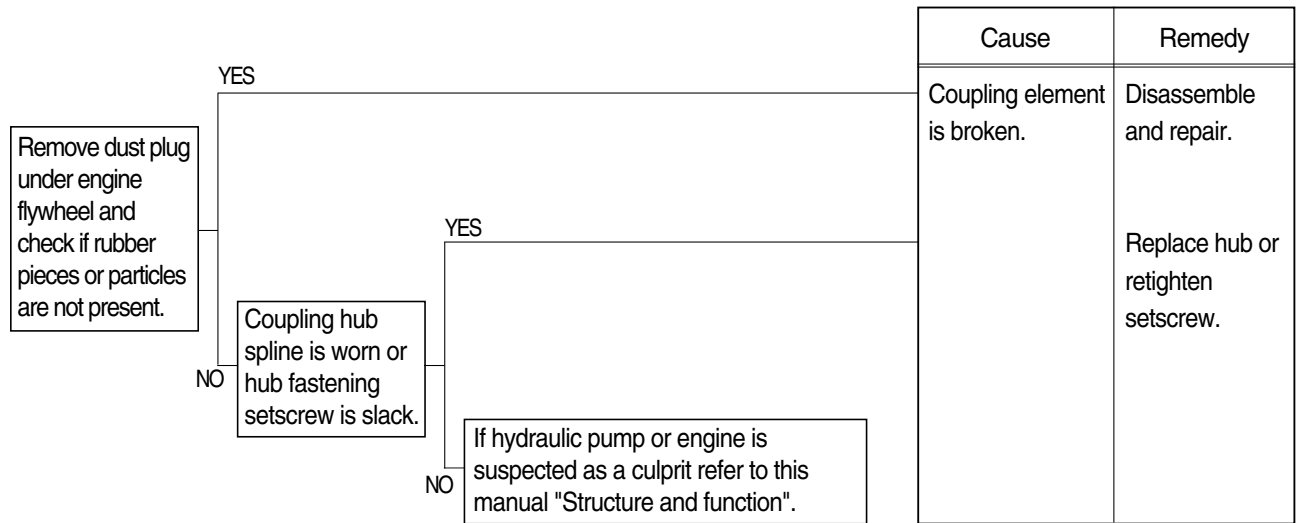 Cause
Remedy
YES
Coupling element
is broken.
Disassemble
and repair.
Remove dust plug
under engine
flywheel and
check if rubber
pieces or particles
are not present.
YES
Replace hub or
retighten
setscrew.
NO
Coupling hub
spline is worn or
hub fastening
setscrew is slack.
NO
If hydraulic pump or engine is
suspected as a culprit refer to this
manual "Structure and function".